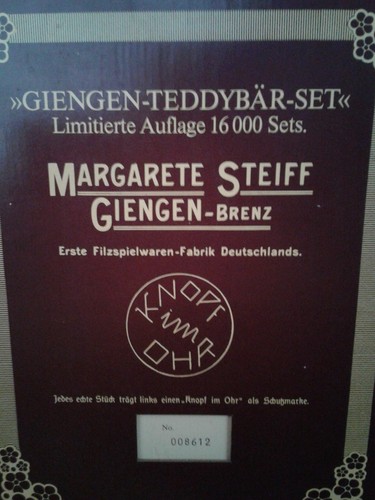 »GIENGEN-TEDDYBÄR-SET«
Limitierte Auflage 16 000 Sets.
MARGARETE STEIFF
GIENGEN-BRENZ
Erste Filzspielwaren-Fabrik Deutschlands.
KNOPF
im
OHR
Jedes echte Stück trägt links einen „Knopf im Ohr" als Schutzmarke.
No.
008612